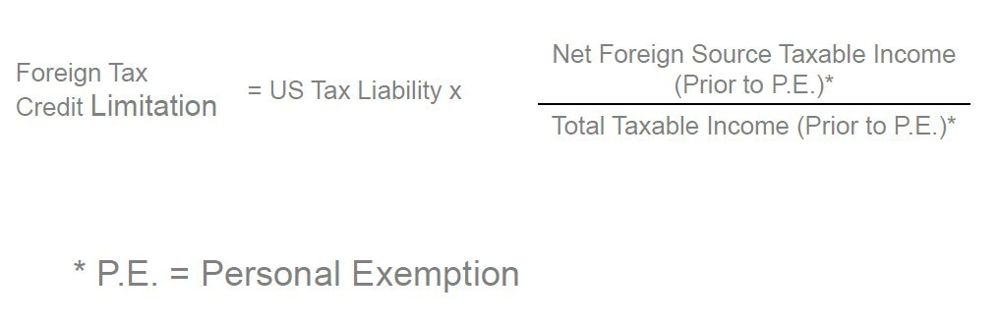 Foreign Tax
Credit Limitation
= US Tax Liability x
Net Foreign Source Taxable Income
(Prior to P.E.)*
Total Taxable Income (Prior to P.E.)*
* P.E. = Personal Exemption